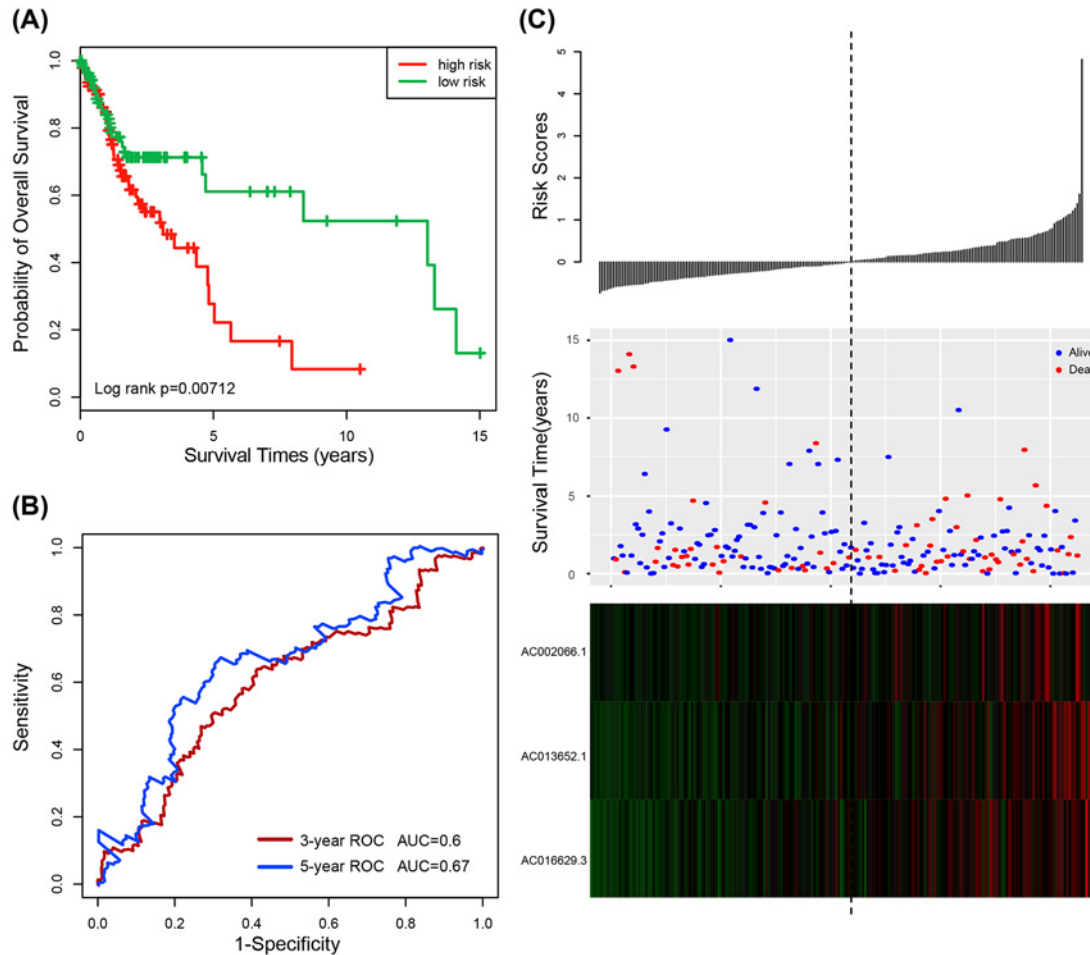 (A)
1.0
0.8
0.6
0.4
0.2
0.0
Probability of Overall Survival
high risk
low risk
Log rank p=0.00712
0
5
10
15
Survival Times (years)
(B)
1.0
0.8
0.6
0.4
0.2
0.0
Sensitivity
3-year ROC AUC=0.6
5-year ROC AUC=0.67
0.0
0.2
0.4
0.6
0.8
1.0
1-Specificity
(C)
5
4
3
2
1
0
Risk Scores
15
10
5
0
Survival Time(years)
Alive
Dea
AC002066.1
AC013652.1
AC016629.3